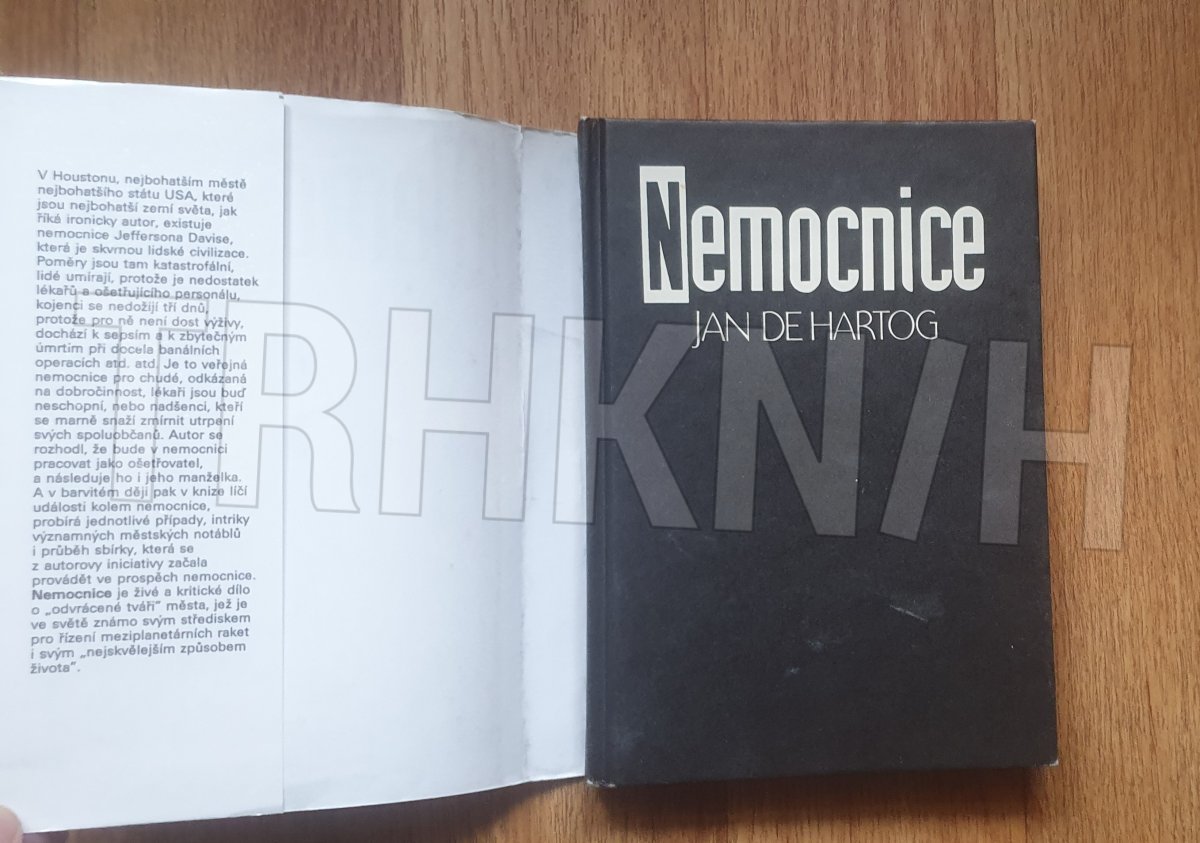 V Houstonu, nejbohatším městě
nejbohatšího státu USA, které
jsou nejbohatší zemí světa, jak
říká ironicky autor, existuje
nemocnice Jeffersona Davise,
která je skvrnou lidské civilizace.
Poměry jsou tam katastrofální,
lidé umírají, protože je nedostatek
lékařů a ošetřujícího personálu,
kojenci se nedožijí tří dnů,
protože pro ně není dost výživy,
dochází k sepsím a k zbytečným
úmrtím při docela banálních
operacích atd. atd. Je to veřejná
nemocnice pro chudé, odkázaná
na dobročinnost, lékaři jsou buď
neschopní, nebo nadšenci, kteří
se marně snaží zmírnit utrpení
svých spoluobčanů. Autor se
rozhodl, že bude v nemocnici
pracovat jako ošetřovatel,
a následuje ho i jeho manželka.
A v barvitém ději pak v knize líčí
události kolem nemocnice,
probírá jednotlivé případy, intriky
významných městských notáblů
i průběh sbírky, která se
z autorovy iniciativy začala
provádět ve prospěch nemocnice.
Nemocnice je živé a kritické dílo
o „odvrácené tváři" města, jež je
ve světě známo svým střediskem
pro řízení meziplanetárních raket
i svým „nejskvělejším způsobem
života".
Nemocnice
JAN DE HARTOG
TRHKNIH